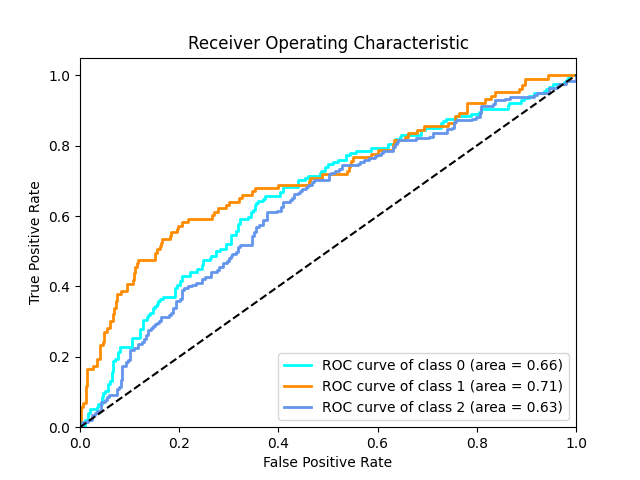 Receiver Operating Characteristic
True Positive Rate
1.0
0.8
0.6
0.4
0.2
0.0
ROC curve of class 0 (area = 0.66)
ROC curve of class 1 (area = 0.71)
ROC curve of class 2 (area = 0.63)
0.0 0.2 0.4 0.6 0.8 1.0
False Positive Rate